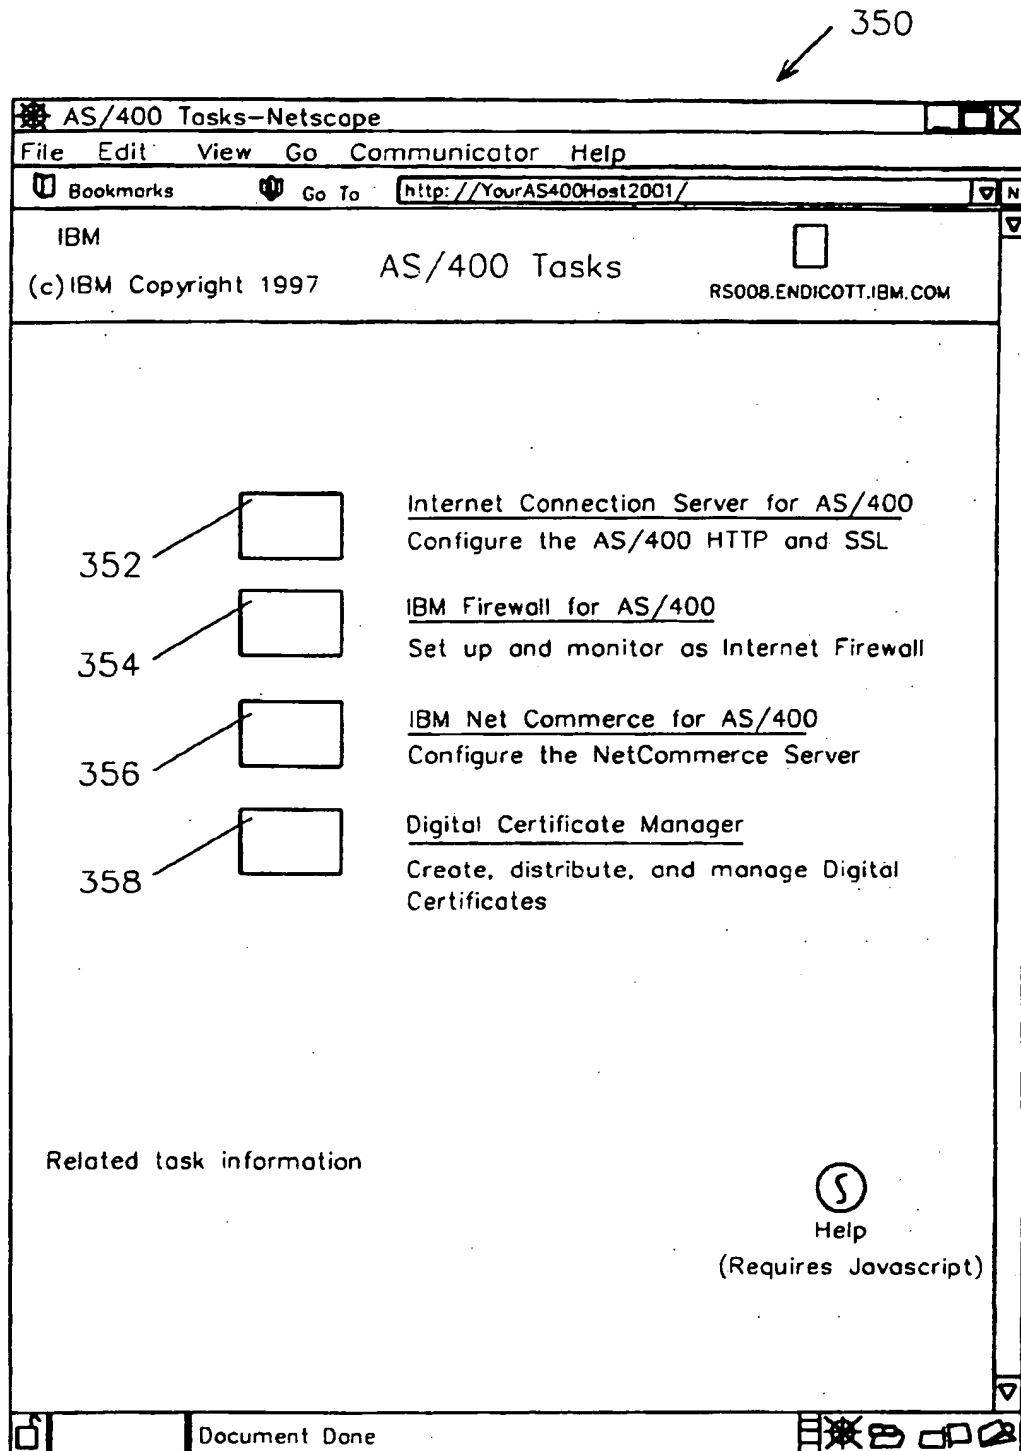 350
AS/400 Tasks-Netscape
File Edit View Go Communicator Help
Bookmarks Go To http://YourAS400Host2001/ N
IBM
(c)IBM Copyright 1997 AS/400 Tasks
RS008.ENDICOTT.IBM.COM
352
Internet Connection Server for AS/400
Configure the AS/400 HTTP and SSL
354
IBM Firewall for AS/400
Set up and monitor as Internet Firewall
356
IBM Net Commerce for AS/400
Configure the NetCommerce Server
358
Digital Certificate Manager
Create, distribute, and manage Digital
Certificates
Related task information
Help
(Requires Javascript)
Document Done